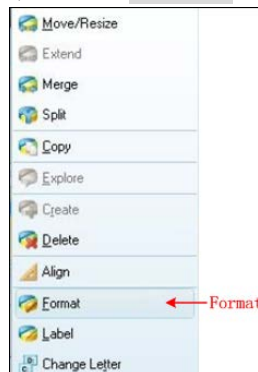 Move/Resize
Extend
Merge
Split
Copy
Explore
Create
Delete
Align
Format Format
Label
Change Letter